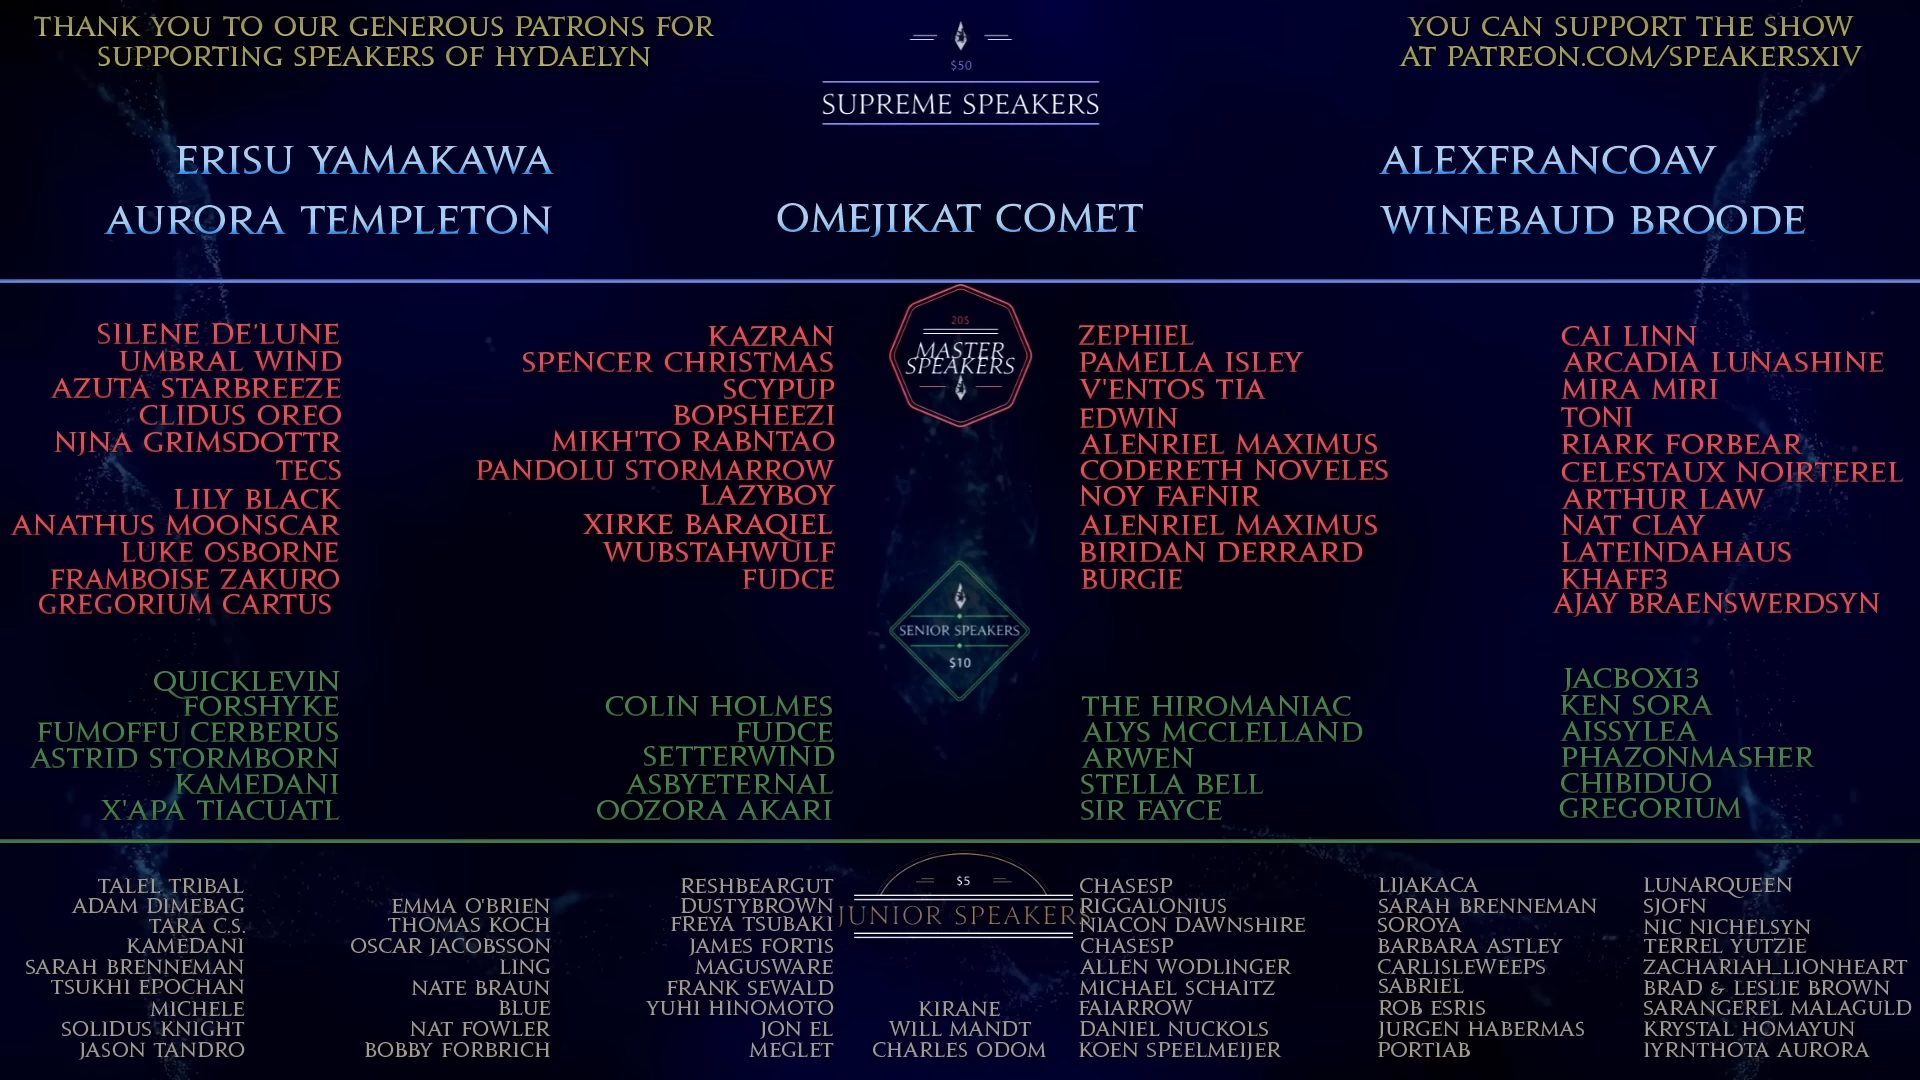 THANK YOU TO OUR GENEROUS PATRONS FOR
SUPPORTING SPEAKERS OF HYDAELYN
$50
SUPREME SPEAKERS
YOU CAN SUPPORT THE SHOW
AT PATREON.COM/SPEAKERSXIV
ERISU YAMAKAWA
AURORA TEMPLETON
OMEJIKAT COMET
ALEXFRANCOAV
WINEBAUD BROODE
20$
MASTER
SPEAKERS
SILENE DE'LUNE
UMBRAL WIND
AZUTA STARBREEZE
CLIDUS OREO
NJNA GRIMSDOTTR
TECS
LILY BLACK
ANATHUS MOONSCAR
LUKE OSBORNE
FRAMBOISE ZAKURO
GREGORIUM CARTUS
KAZRAN
SPENCER CHRISTMAS
SCYPUP
BOPSHEEZI
MIKH'TO RABNTAO
PANDOLU STORMARROW
LAZYBOY
XIRKE BARAQIEL
WUBSTAHWULF
FUDCE
ZEPHIEL
PAMELLA ISLEY
V'ENTOS TIA
EDWIN
ALENRIEL MAXIMUS
CODERETH NOVELES
NOY FAFNIR
ALENRIEL MAXIMUS
BIRIDAN DERRARD
BURGIE
CAI LINN
ARCADIA LUNASHINE
MIRA MIRI
TONI
RIARK FORBEAR
CELESTAUX NOIRTEREL
ARTHUR LAW
NAT CLAY
LATEINDAHAUS
KHAFF3
AJAY BRAENSWERDSYN
SENIOR SPEAKERS
$10
QUICKLEVIN
FORSHYKE
FUMOFFU CERBERUS
ASTRID STORMBORN
KAMEDANI
X'APA TIACUATL
COLIN HOLMES
FUDCE
SETTERWIND
ASBYETERNAL
OOZORA AKARI
THE HIROMANIAC
ALYS MCCLELLAND
ARWEN
STELLA BELL
SIR FAYCE
JACBOX13
KEN SORA
AISSYLEA
PHAZONMASHER
CHIBIDUO
GREGORIUM
$5
JUNIOR SPEAKERS
TALEL TRIBAL
ADAM DIMEBAG
TARA C.S.
KAMEDANI
SARAH BRENNEMAN
TSUKHI EPOCHAN
MICHELE
SOLIDUS KNIGHT
JASON TANDRO
EMMA O'BRIEN
THOMAS KOCH
OSCAR JACOBSSON
LING
NATE BRAUN
BLUE
NAT FOWLER
BOBBY FORBRICH
RESHBEARGUT
DUSTYBROWN
FREYA TSUBAKI
JAMES FORTIS
MAGUSWARE
FRANK SEWALD
YUHI HINOMOTO
JON EL
MEGLET
KIRANE
WILL MANDT
CHARLES ODOM
CHASESP
RIGGALONIUS
NIACON DAWNSHIRE
CHASESP
ALLEN WODLINGER
MICHAEL SCHAITZ
FAIARROW
DANIEL NUCKOLS
KOEN SPEELMEIJER
LIJAKACA
SARAH BRENNEMAN
SOROYA
BARBARA ASTLEY
CARLISLEWEEPS
SABRIEL
ROB ESRIS
JURGEN HABERMAS
PORTIAB
LUNARQUEEN
SJOFN
NIC NICHELSYN
TERREL YUTZIE
ZACHARIAH_LIONHEART
BRAD & LESLIE BROWN
SARANGEREL MALAGULD
KRYSTAL HOMAYUN
IYRNTHOTA AURORA